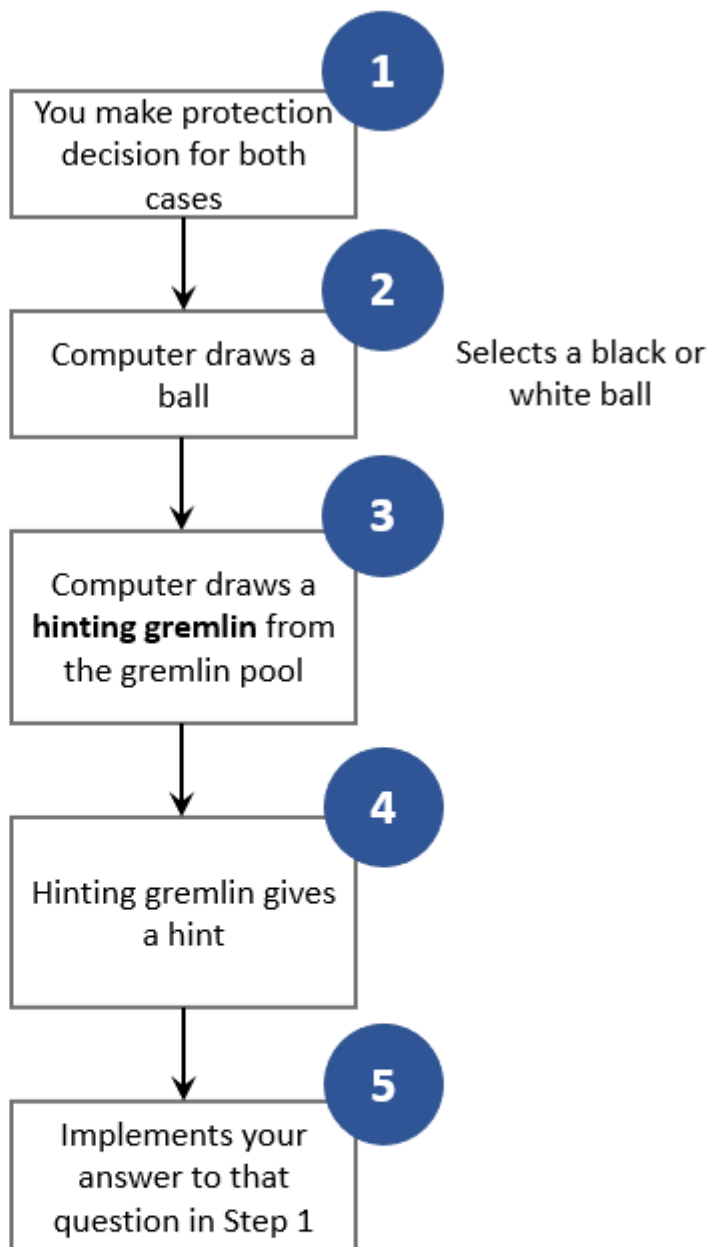 1
You make protection
decision for both
cases
2
Computer draws a
ball
Selects a black or
white ball
3
Computer draws a
hinting gremlin from
the gremlin pool
4
Hinting gremlin gives
a hint
5
Implements your
answer to that
question in Step 1